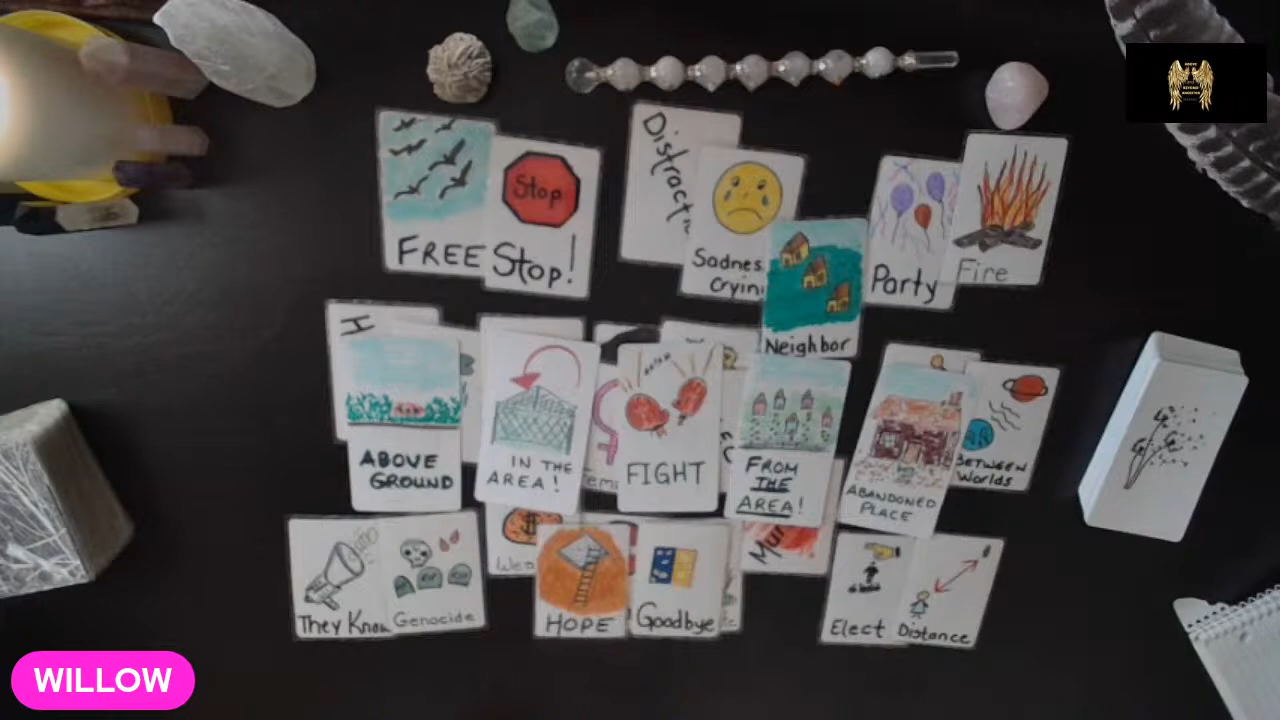 FREE
Stop
Stop!
Sadnes
Cryin
Neighbor
Party
Fire
ABOVE
GROUND
IN THE
AREA!
FIGHT
FROM
THE
AREA!
ABANDONED
PLACE
BETWEEN
Worlds
They Know
Genocide
HOPE
Goodbye
Elect
Distance
WILLOW